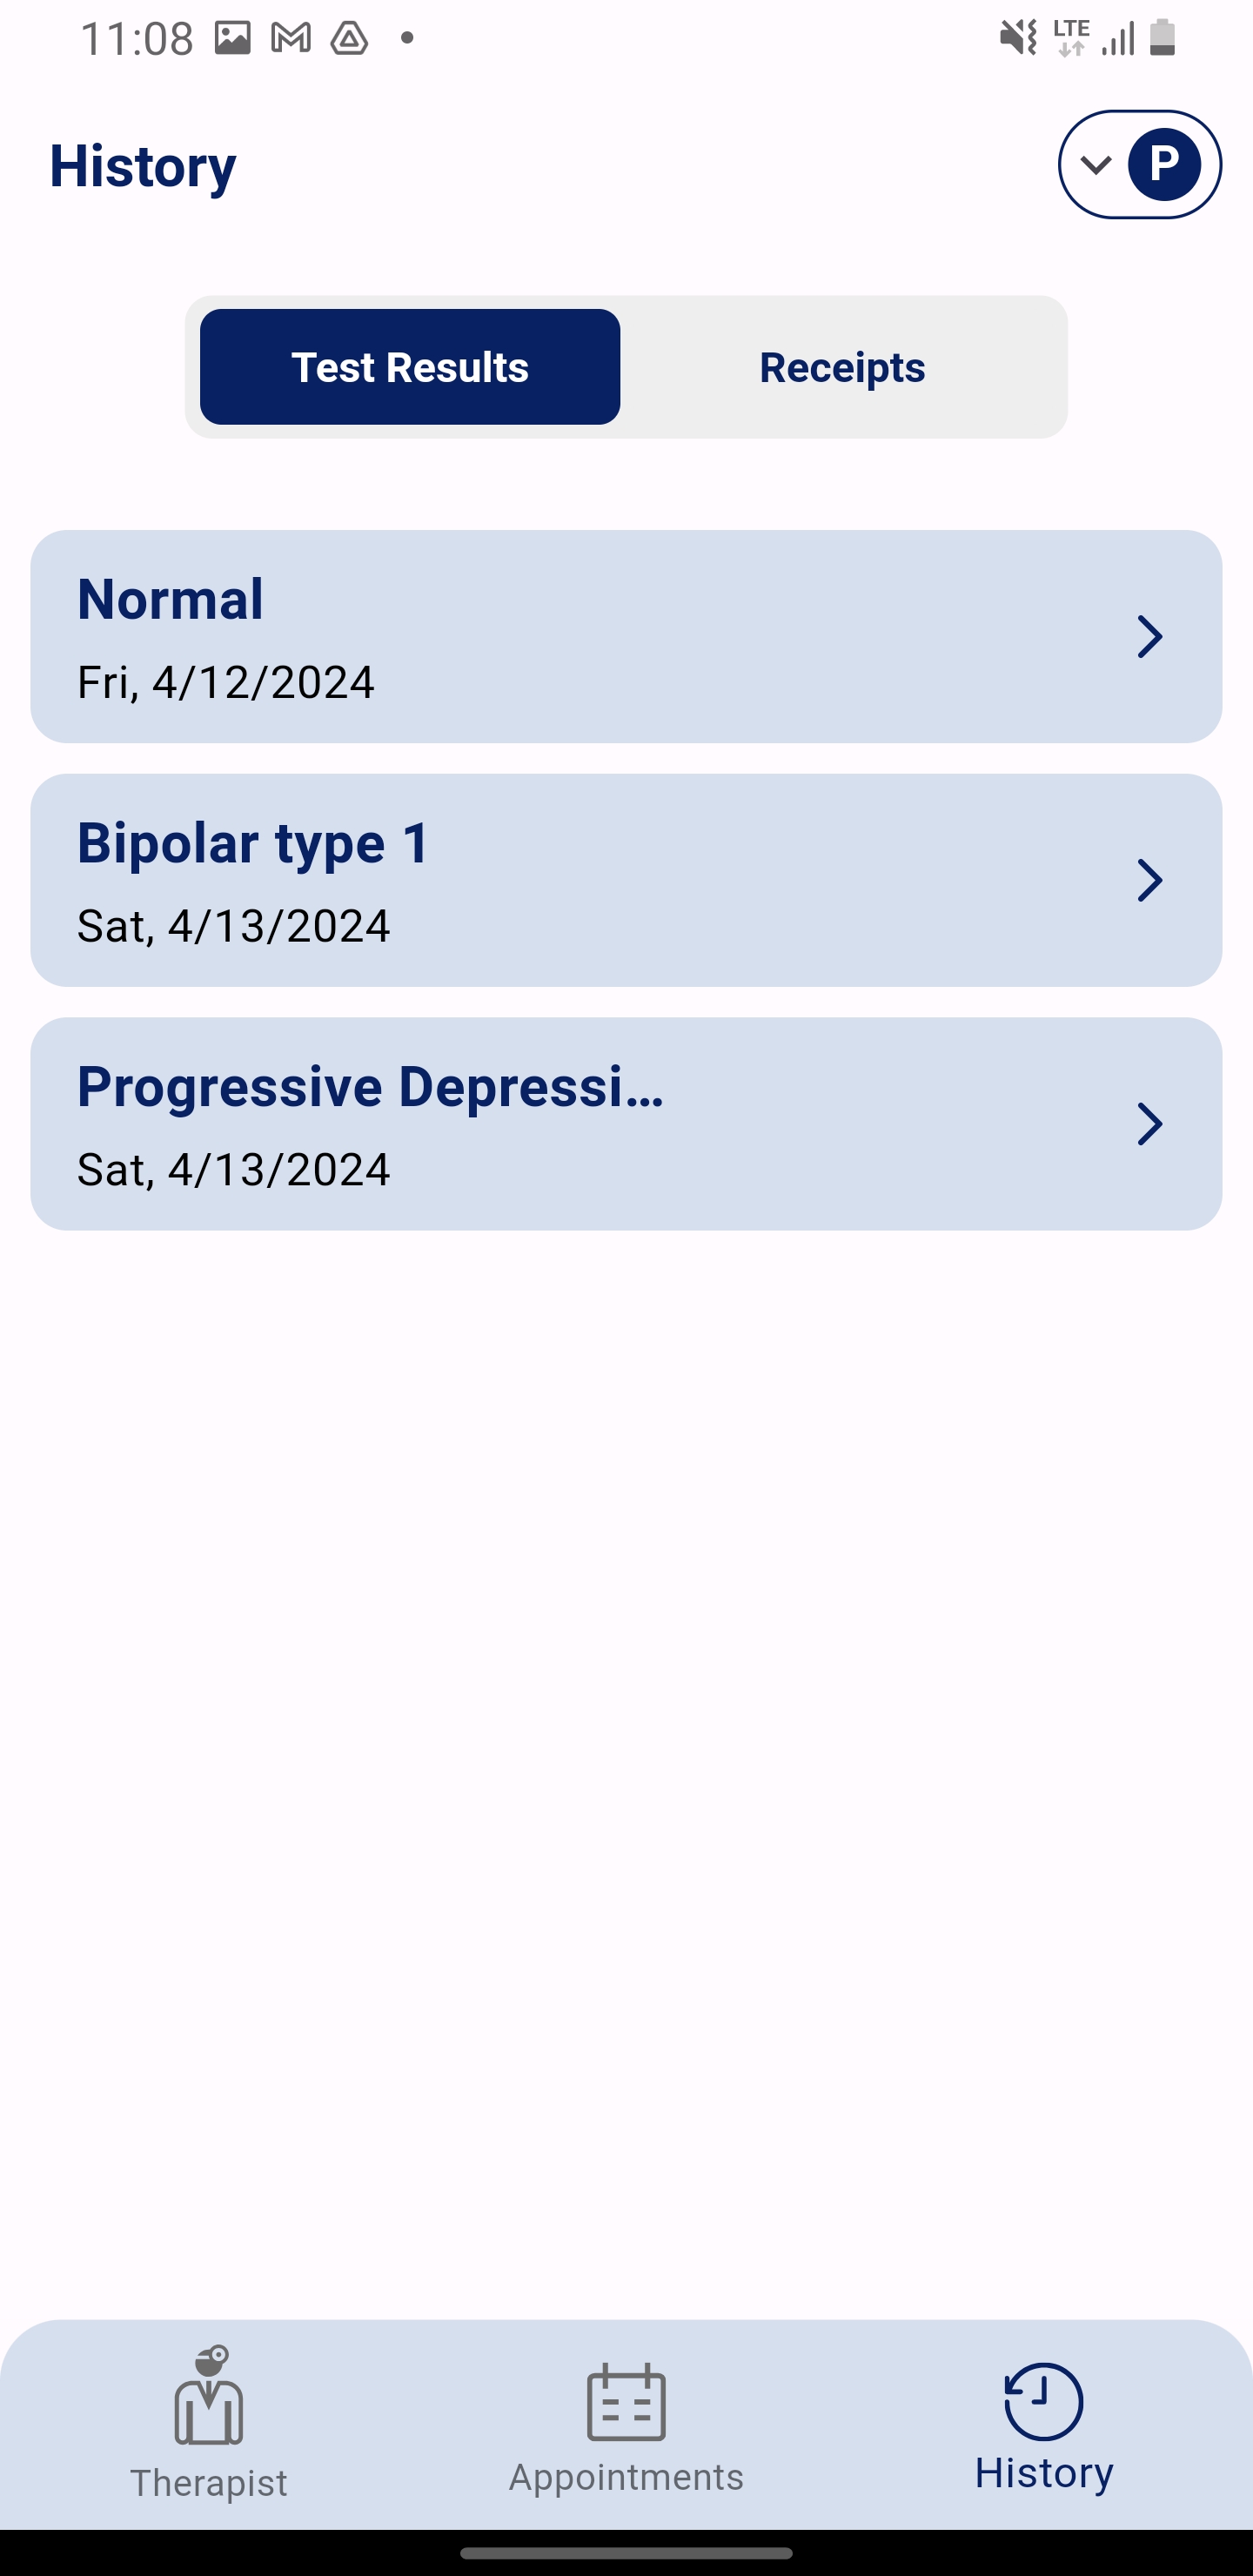 11:08
LTE
History
P
Test Results
Receipts
Normal
Fri, 4/12/2024
Bipolar type 1
Sat, 4/13/2024
Progressive Depressi...
Sat, 4/13/2024
Therapist
Appointments
History